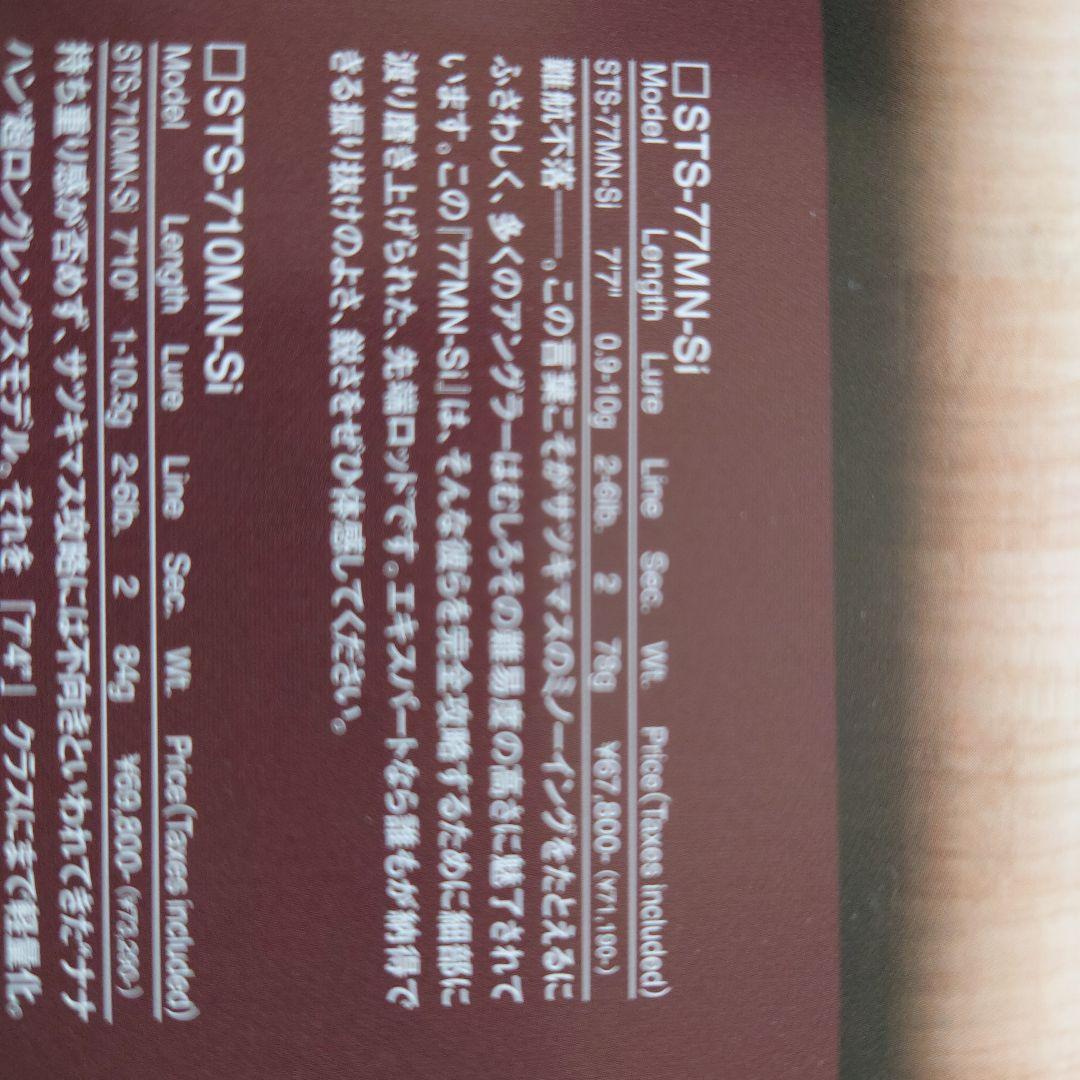 □STS-77MN-Si
Model Length Lure Line Sec. Wt. Price(Taxes included)
STS-77MN-Si 7'7" 0.9-10g 2-6lb. 2 78g ¥67,800- (¥71,190-)
難航不落──。この言葉こそがサツキマスのミノーイングをたとえるに
ふさわしく、多くのアングラーはむしろその難易度の高さに魅了されて
います。この『77MN-Si』は、そんな彼らを完全攻略するために細部に
渡り磨き上げられた、先端ロッドです。エキスパートなら誰もが納得で
きる振り抜けのよさ、鋭さをぜひ体感してください。
□STS-710MN-Si
Model Length Lure Line Sec. Wt. Price(Taxes included)
STS-710MN-Si 7'10" 1-10.5g 2-6lb. 2 84g ¥69,800- (¥73,290-)
持ち重り感が否めず、サツキマス攻略には不向きといわれてきた“ナナ
ハン”超ロングレングスモデル。それを『7'4"』クラスにまで軽量化。